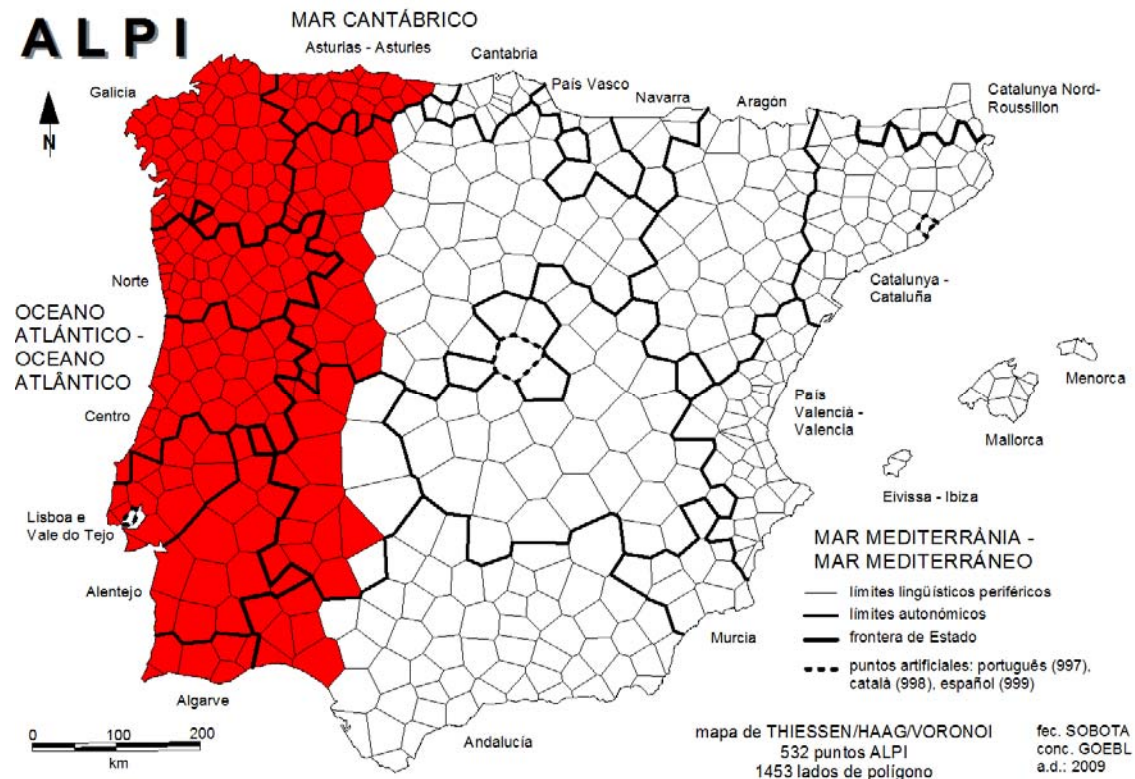 ALPI
MAR CANTÁBRICO
Asturias - Asturies
Cantabria
País Vasco
Navarra
Aragón
Catalunya Nord-
Roussillon
Galicia
N
Norte
OCEANO
ATLÁNTICO -
OCEANO
ATLÂNTICO
Centro
Lisboa e
Vale do Tejo
Alentejo
Algarve
Andalucía
Murcia
Catalunya -
Cataluña
País
Valencià -
Valencia
Menorca
Mallorca
Eivissa - Ibiza
MAR MEDITERRÀNIA -
MAR MEDITERRÁNEO
límites lingüísticos periféricos
límites autonómicos
frontera de Estado
puntos artificiales: português (997),
català (998), español (999)
0 100 200
km
mapa de THIESSEN/HAAG/VORONOI
532 puntos ALPI
1453 lados de polígono
fec. SOBOTA
conc. GOEBL
a.d.: 2009